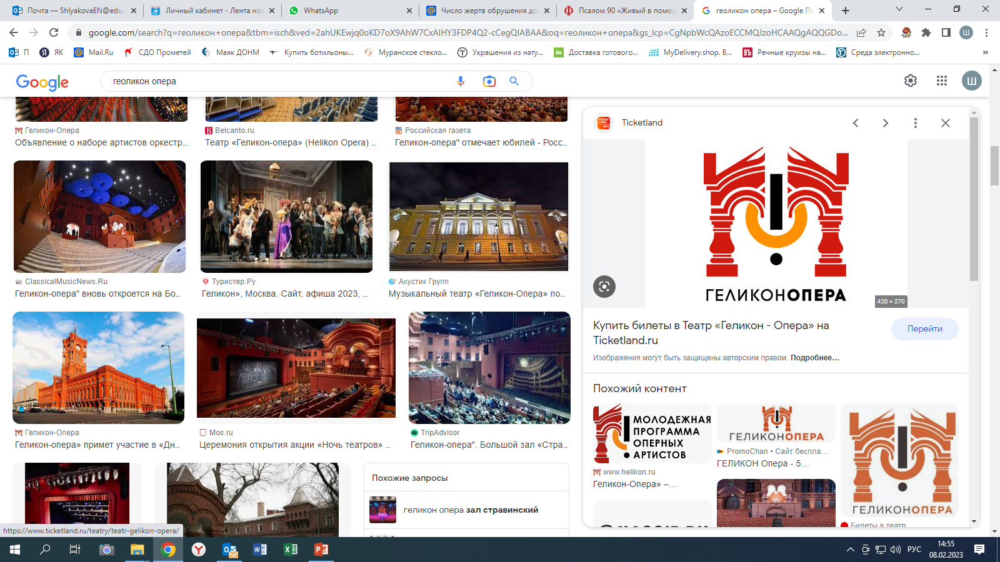 Почта — ShlyakovaEN@edu.
Личный кабинет - Лента нов
WhatsApp
Число жертв обрушения до
Псалом 90 «Живый в помощ
геоликон опера – Google По
google.com/search?q=геоликон+опера&tbm=isch&ved=2ahUKEwjq0oKD7oX9AhW7CxAIHY3FDP4Q2-cCegQIABAA&oq=геоликон+опера&gs_lcp=CgNpbWcQAzoECCMQJzoHCAAQgAQQGDo...
П
ЯК
Mail.Ru
СДО Прометей
Маяк ДОНМ
Купить ботильоны...
Муранское стекло...
Украшения из нату...
Доставка готового...
MyDelivery.shop. В...
Речные круизы на...
Среда электронно...
Google
геоликон опера
Ш
Геликон-Опера
Объявление о наборе артистов оркестр...
Belcanto.ru
Театр «Геликон-опера» (Helikon Opera) ...
Российская газета
Геликон-опера" отмечает юбилей - Росс...
ClassicalMusicNews.Ru
Геликон-опера" вновь откроется на Бо...
Туристер.Ру
Геликон», Москва. Сайт, афиша 2023, ...
Акустик Групп
Музыкальный театр «Геликон-Опера» по...
Геликон-Опера
Геликон-опера» примет участие в «Дн...
Mos.ru
Церемония открытия акции «Ночь театров» ...
TripAdvisor
Геликон-опера". Большой зал «Стра...
Похожие запросы
геликон опера зал стравинский
Ticketland
ГЕЛИКОНОПЕРА
420 × 270
Купить билеты в Театр «Геликон - Опера» на
Ticketland.ru
Перейти
Изображения могут быть защищены авторским правом. Подробнее...
Похожий контент
МОЛОДЕЖНАЯ
ПРОГРАММА
ОПЕРНЫХ
АРТИСТОВ
www.helikon.ru
Геликон-Опера» –...
ГЕЛИКОНОПЕРА
PromoChan • Сайт беспла...
ГЕЛИКОН Опера - 5...
ГЕЛИКОНОПЕРА
Билеты в театр
https://www.ticketland.ru/teatry/teatr-gelikon-opera/
РУС
14:55
08.02.2023